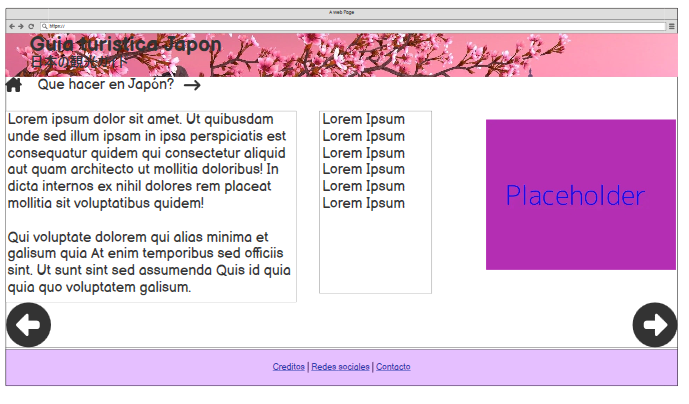 A Web Page
https://
Guia turistica Japon
日本の観光ガイド
Que hacer en Japón?
Lorem ipsum dolor sit amet. Ut quibusdam
unde sed illum ipsam in ipsa perspiciatis est
consequatur quidem qui consectetur aliquid
aut quam architecto ut mollitia doloribus! In
dicta internos ex nihil dolores rem placeat
mollitia sit voluptatibus quidem!
Qui voluptate dolorem qui alias minima et
galisum quia At enim temporibus sed officiis
sint. Ut sunt sint sed assumenda Quis id quia
quia quo voluptatem galisum.
Lorem Ipsum
Lorem Ipsum
Lorem Ipsum
Lorem Ipsum
Lorem Ipsum
Lorem Ipsum
Placeholder
Creditos | Redes sociales | Contacto